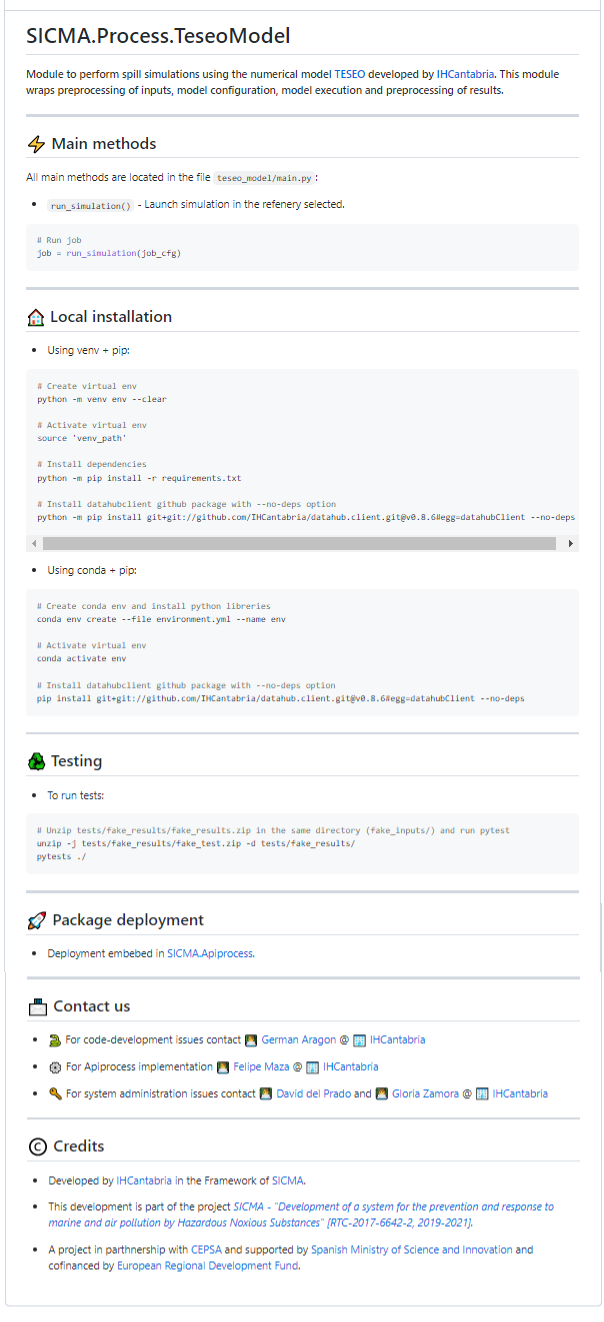 SICMA.Process.TeseoModel
Module to perform spill simulations using the numerical model TESEO developed by IHCantabria. This module
wraps preprocessing of inputs, model configuration, model execution and preprocessing of results.
Main methods
All main methods are located in the file teseo_model/main.py :
run_simulation() - Launch simulation in the refenery selected.
# Run job
job = run_simulation(job_cfg)
Local installation
Using venv + pip:
# Create virtual env
python -m venv env --clear
# Activate virtual env
source 'venv_path'
# Install dependencies
python -m pip install -r requirements.txt
# Install datahubclient github package with --no-deps option
python -m pip install git+git://github.com/IHCantabria/datahub.client.git@v0.8.6#egg=datahubClient --no-deps
Using conda + pip:
# Create conda env and install python libreries
conda env create --file environment.yml --name env
# Activate virtual env
conda activate env
# Install datahubclient github package with --no-deps option
pip install git+git://github.com/IHCantabria/datahub.client.git@v0.8.6#egg=datahubClient --no-deps
Testing
To run tests:
# Unzip tests/fake_results/fake_results.zip in the same directory (fake_inputs/) and run pytest
unzip -j tests/fake_results/fake_test.zip -d tests/fake_results/
pytests ./
Package deployment
Deployment embebed in SICMA.Apiprocess.
Contact us
For code-development issues contact German Aragon @ IHCantabria
For Apiprocess implementation Felipe Maza @ IHCantabria
For system administration issues contact David del Prado and Gloria Zamora @ IHCantabria
Credits
Developed by IHCantabria in the Framework of SICMA.
This development is part of the project SICMA - "Development of a system for the prevention and response to
marine and air pollution by Hazardous Noxious Substances" [RTC-2017-6642-2, 2019-2021].
A project in parthnership with CEPSA and supported by Spanish Ministry of Science and Innovation and
cofinanced by European Regional Development Fund.